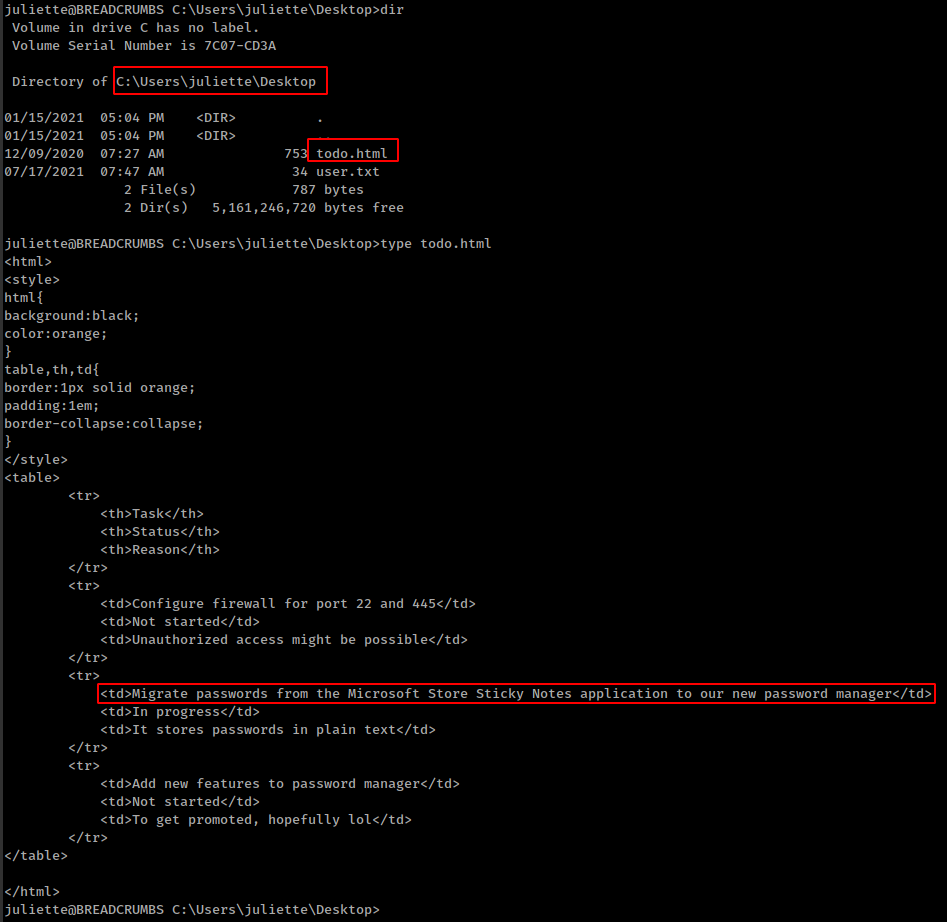 juliette@BREADCRUMBS C:\Users\juliette\Desktop>dir
 Volume in drive C has no label.
 Volume Serial Number is 7C07-CD3A

 Directory of C:\Users\juliette\Desktop

01/15/2021  05:04 PM    <DIR>          .
01/15/2021  05:04 PM    <DIR>          ..
12/09/2020  07:27 AM               753 todo.html
07/17/2021  07:47 AM                34 user.txt
               2 File(s)            787 bytes
               2 Dir(s)   5,161,246,720 bytes free

juliette@BREADCRUMBS C:\Users\juliette\Desktop>type todo.html
<html>
<style>
html{
background:black;
color:orange;
}
table,th,td{
border:1px solid orange;
padding:1em;
border-collapse:collapse;
}
</style>
<table>
        <tr>
            <th>Task</th>
            <th>Status</th>
            <th>Reason</th>
        </tr>
        <tr>
            <td>Configure firewall for port 22 and 445</td>
            <td>Not started</td>
            <td>Unauthorized access might be possible</td>
        </tr>
        <tr>
            <td>Migrate passwords from the Microsoft Store Sticky Notes application to our new password manager</td>
            <td>In progress</td>
            <td>It stores passwords in plain text</td>
        </tr>
        <tr>
            <td>Add new features to password manager</td>
            <td>Not started</td>
            <td>To get promoted, hopefully lol</td>
        </tr>
</table>

</html>
juliette@BREADCRUMBS C:\Users\juliette\Desktop>